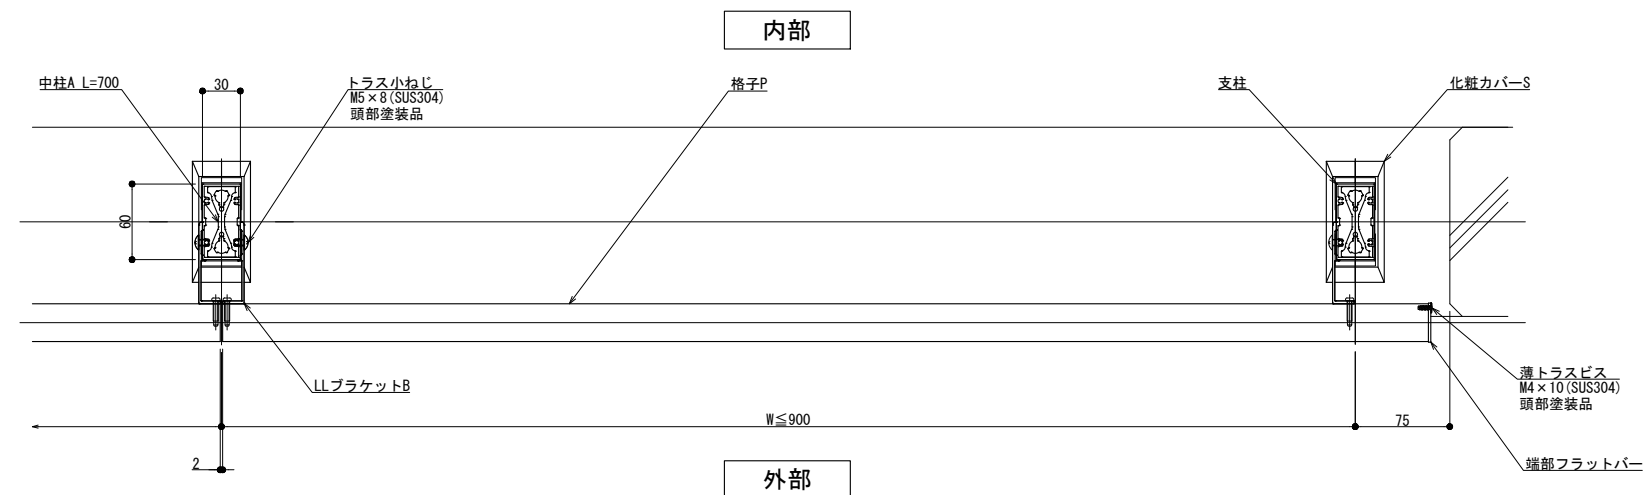 内部
中柱A L=700
30
トラス小ねじ
M5×8(SUS304)
頭部塗装品
格子P
支柱
化粧カバーS
60
LLブラケットB
薄トラスビス
M4×10(SUS304)
頭部塗装品
W≦900
75
2
端部フラットバー
外部